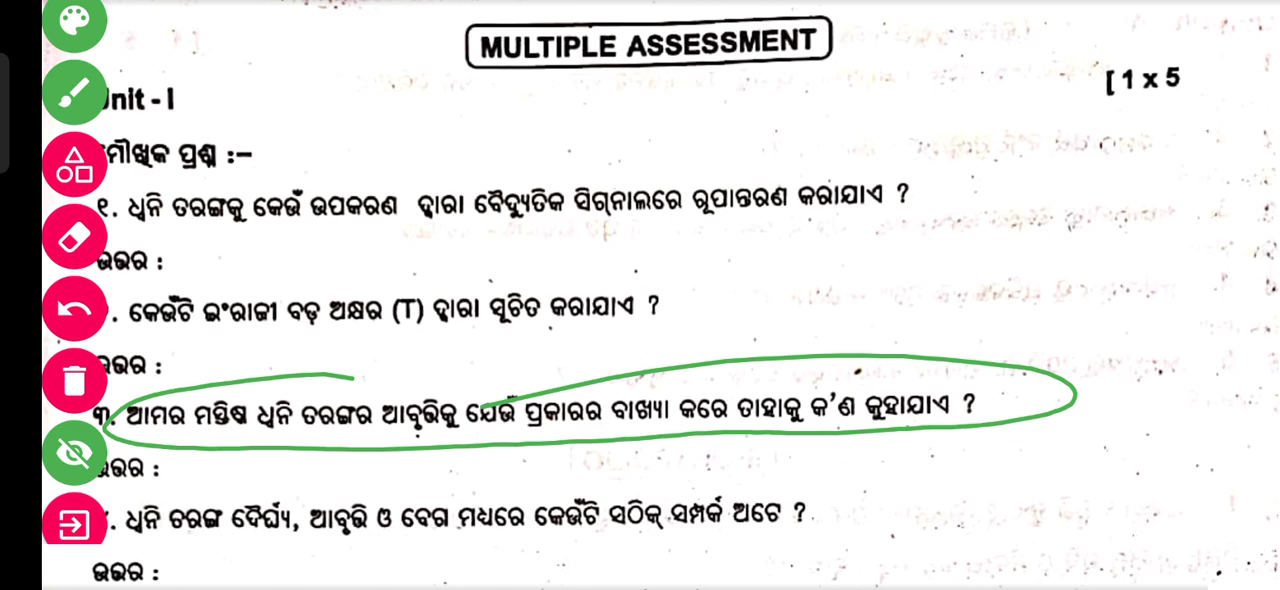 MULTIPLE ASSESSMENT
Unit - I
[ 1 x 5
ମୌଖିକ ପ୍ରଶ୍ନ :–
୧. ଧ୍ୱନି ତରଙ୍ଗକୁ କେଉଁ ଉପକରଣ ଦ୍ୱାରା ବୈଦ୍ୟୁତିକ ସିଗ୍‌ନାଲରେ ରୂପାନ୍ତରଣ କରାଯାଏ ?
ଉତ୍ତର :
. କେଉଁଟି ଇଂରାଜୀ ବଡ଼ ଅକ୍ଷର (T) ଦ୍ୱାରା ସୂଚିତ କରାଯାଏ ?
ଉତ୍ତର :
୩. ଆମର ମସ୍ତିଷ୍କ ଧ୍ୱନି ତରଙ୍ଗର ଆବୃତ୍ତିକୁ ଯେଉଁ ପ୍ରକାରର ବାଖ୍ୟା କରେ ତାହାକୁ କ'ଣ କୁହାଯାଏ ?
ଉତ୍ତର :
. ଧ୍ୱନି ତରଙ୍ଗ ଦୈର୍ଘ୍ୟ, ଆବୃତ୍ତି ଓ ବେଗ ମଧ୍ୟରେ କେଉଁଟି ସଠିକ୍ ସମ୍ପର୍କ ଅଟେ ?
ଉତ୍ତର :